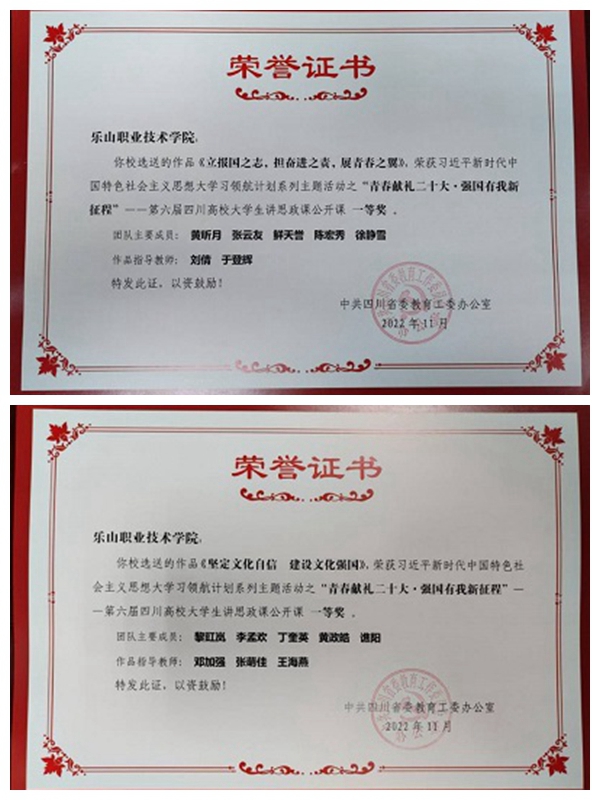 荣誉证书
乐山职业技术学院:
你校选送的作品《立报国之志，担奋进之责，展青春之翼》，荣获习近平新时代中
国特色社会主义思想大学习领航计划系列主题活动之“青春献礼二十大·强国有我新
征程”——第六届四川高校大学生讲思政课公开课 一等奖 。
团队主要成员： 黄昕月 张云友 鲜天誉 陈宏秀 徐静雪
作品指导教师： 刘倩 于登辉
特发此证，以资鼓励！
中共四川省委教育工委办公室
2022年11月
荣誉证书
乐山职业技术学院:
你校选送的作品《坚定文化自信 建设文化强国》，荣获习近平新时代中国特色社
会主义思想大学习领航计划系列主题活动之“青春献礼二十大·强国有我新征程”—
—第六届四川高校大学生讲思政课公开课 一等奖 。
团队主要成员： 黎屸岚 李孟欢 丁奎英 黄政皓 谯阳
作品指导教师： 邓加强 张萌佳 王海燕
特发此证，以资鼓励！
中共四川省委教育工委办公室
2022年11月